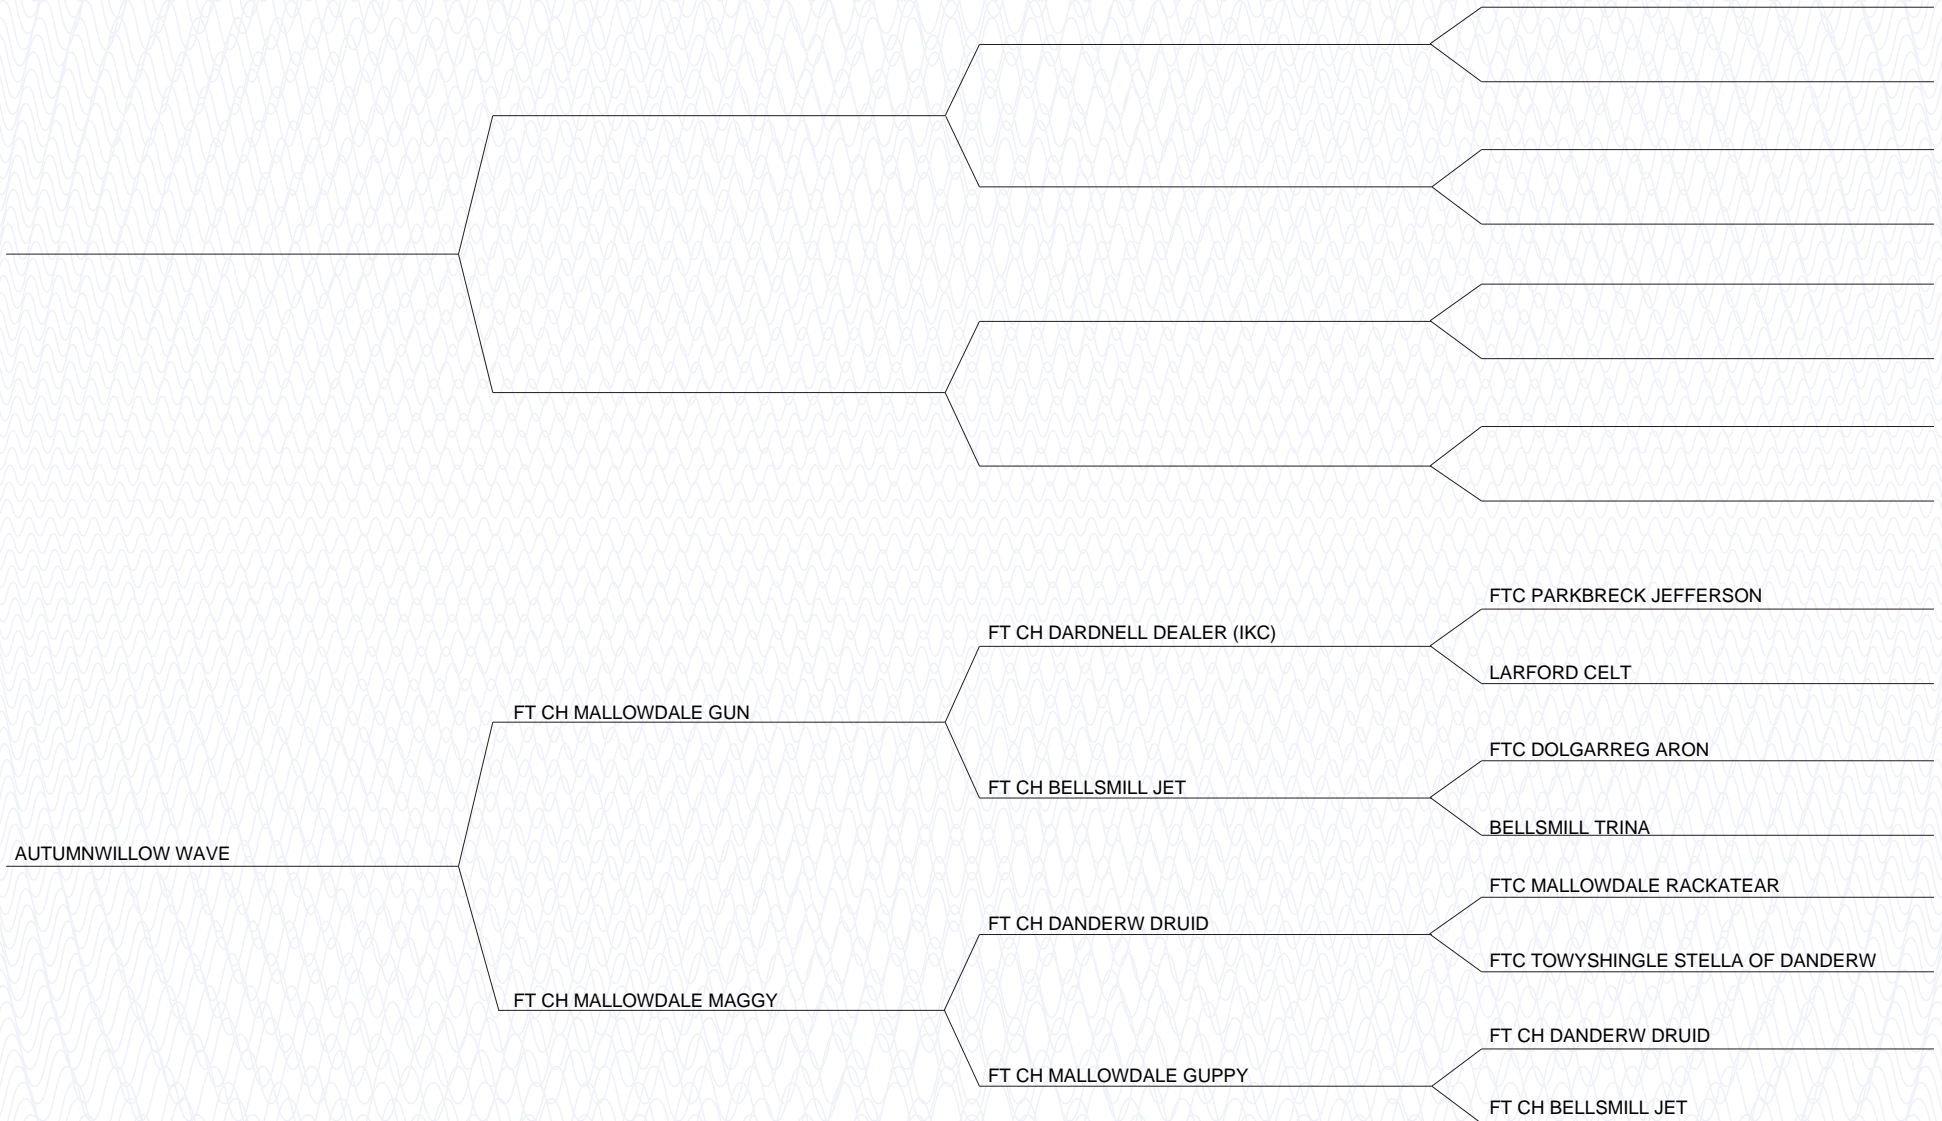 FTC PARKBRECK JEFFERSON
FT CH DARDNELL DEALER (IKC)
LARFORD CELT
FT CH MALLOWDALE GUN
FTC DOLGARREG ARON
FT CH BELLSMILL JET
BELLSMILL TRINA
AUTUMNWILLOW WAVE
FTC MALLOWDALE RACKATEAR
FT CH DANDERW DRUID
FTC TOWYSHINGLE STELLA OF DANDERW
FT CH MALLOWDALE MAGGY
FT CH DANDERW DRUID
FT CH MALLOWDALE GUPPY
FT CH BELLSMILL JET